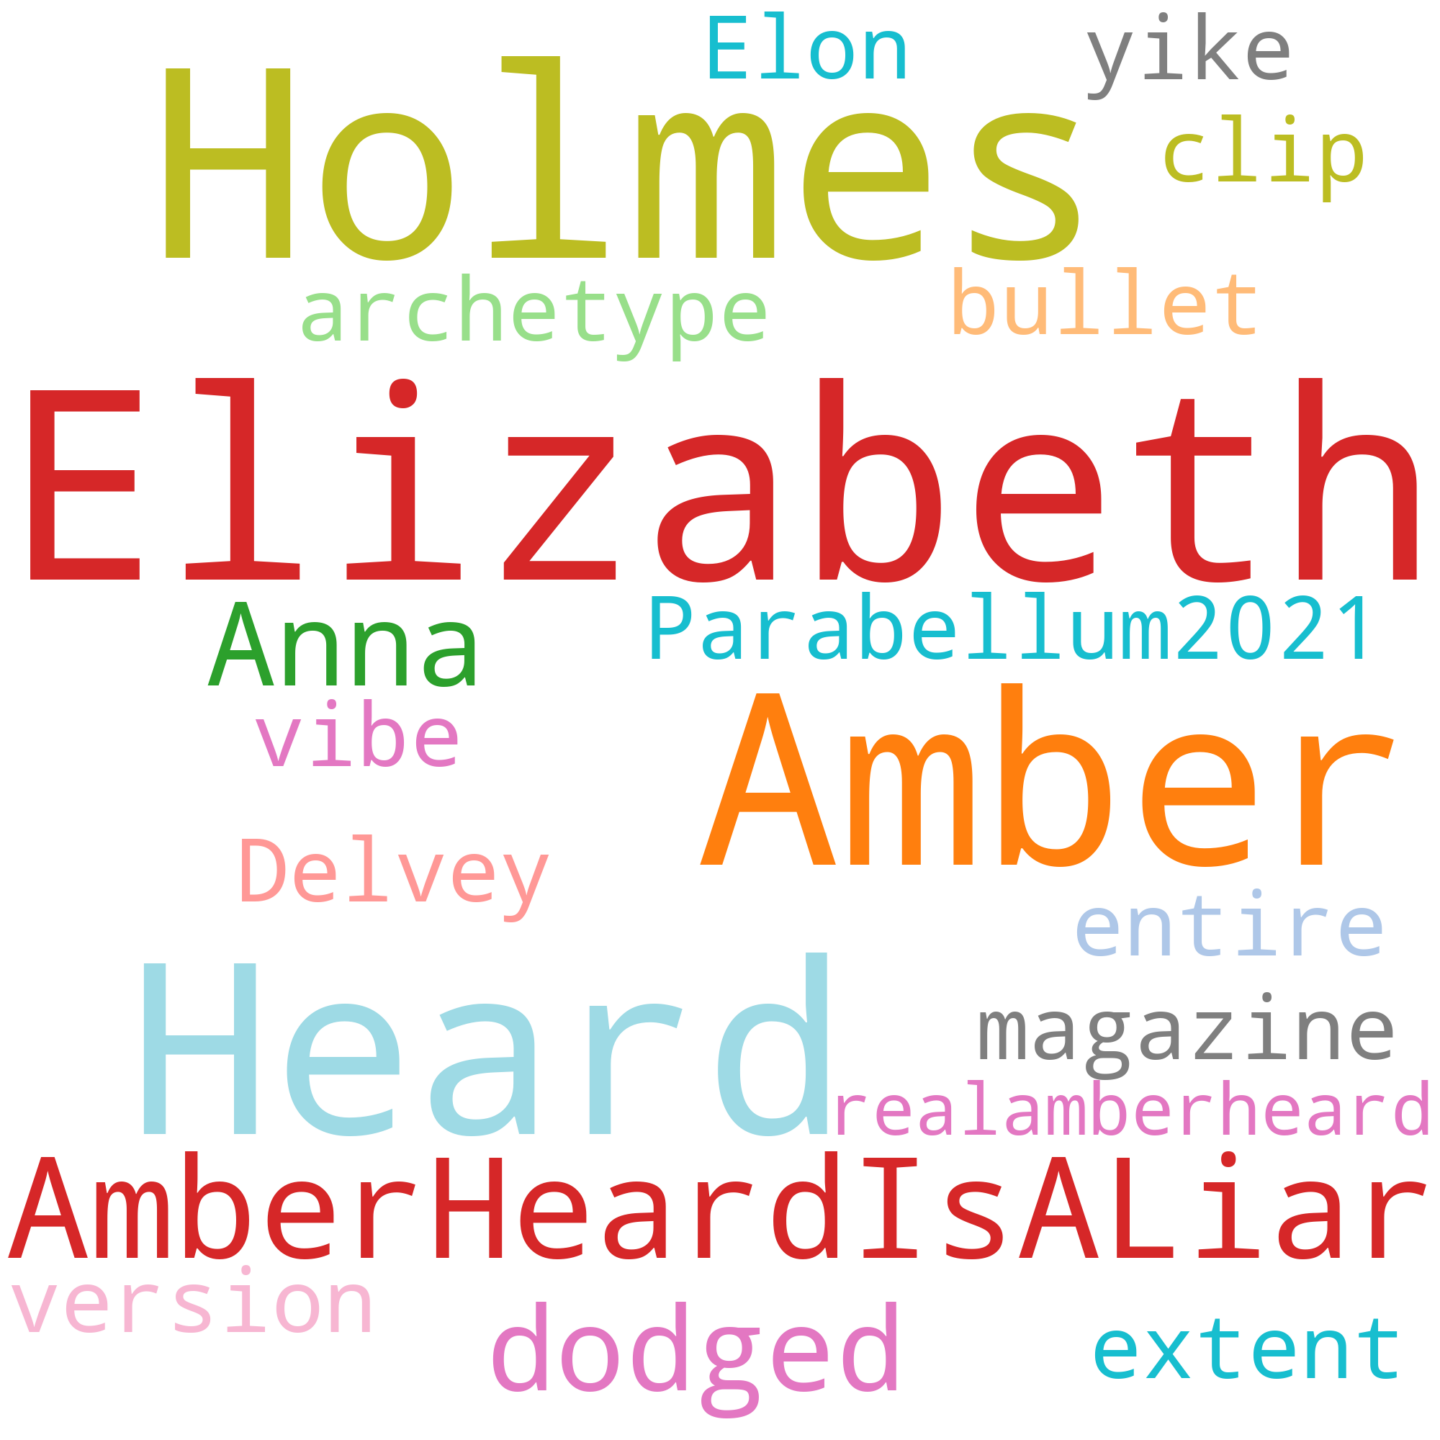 Elon
yike
Holmes
clip
archetype
bullet
Elizabeth
Anna
Parabellum2021
vibe
Amber
Delvey
entire
Heard
magazine
realamberheard
AmberHeardIsALiar
version
dodged
extent